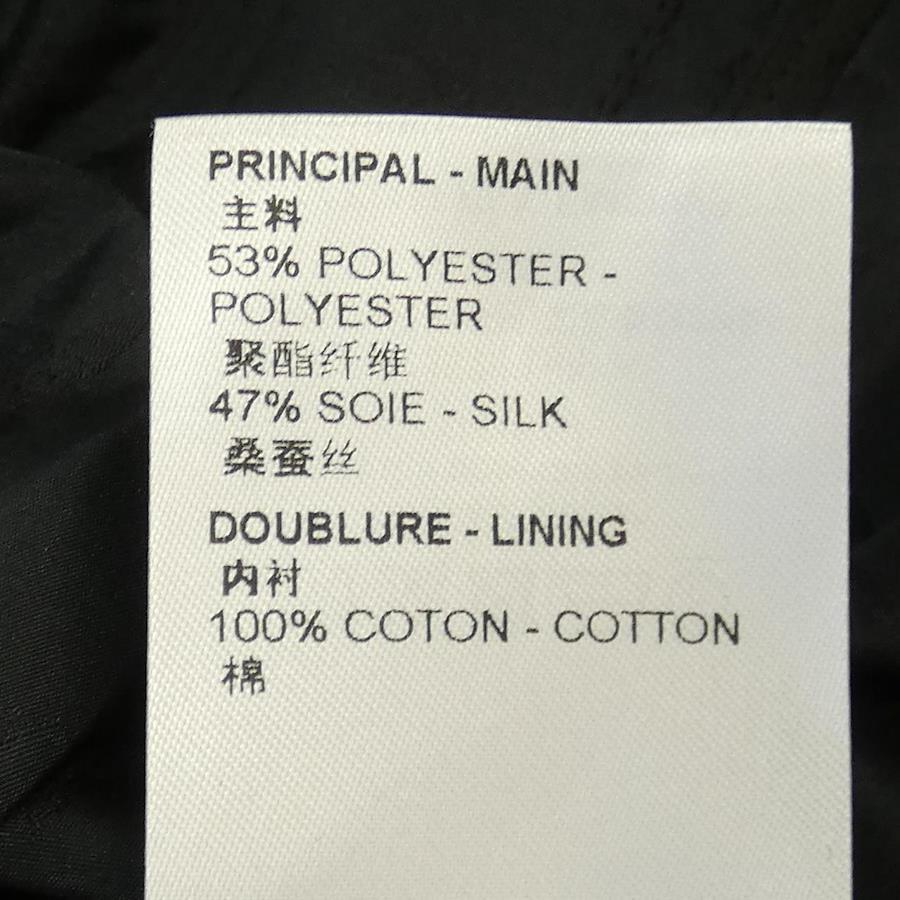 PRINCIPAL - MAIN
主料
53% POLYESTER -
POLYESTER
聚酯纤维
47% SOIE - SILK
桑蚕丝
DOUBLURE - LINING
内衬
100% COTON - COTTON
棉